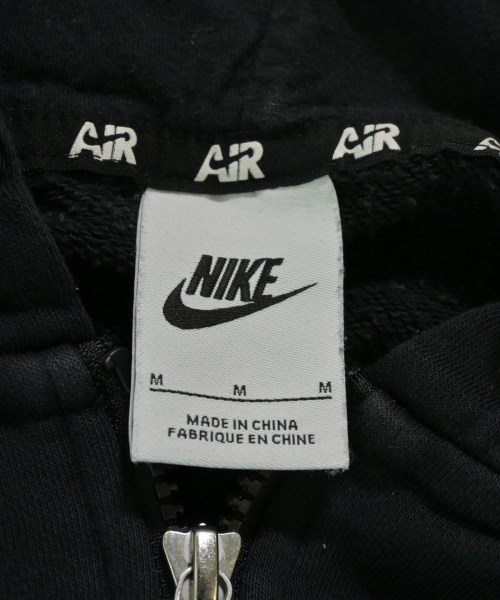 AIR AIR AIR
NIKE
M M M
MADE IN CHINA
FABRIQUE EN CHINE